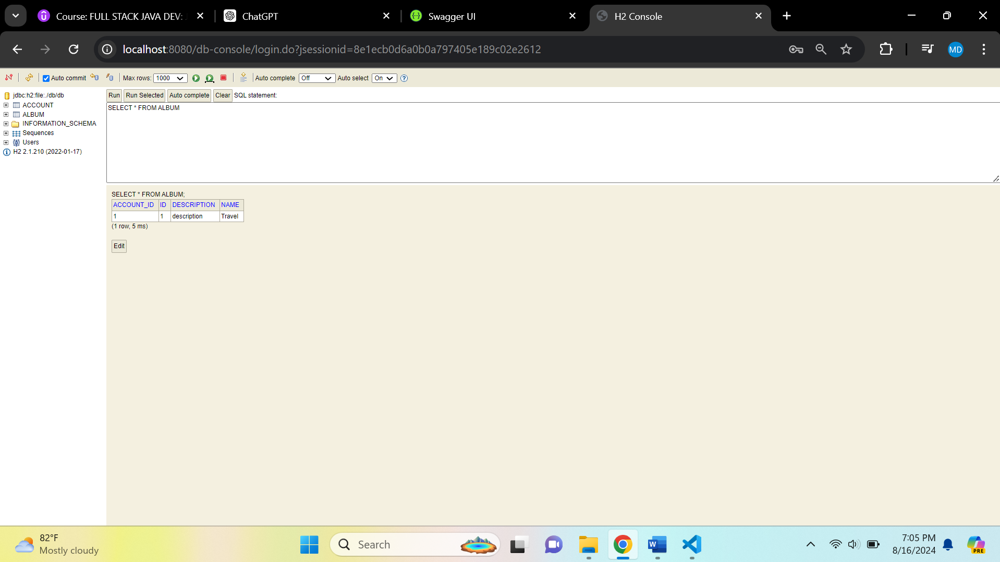 Course: FULL STACK JAVA DEV:
ChatGPT
Swagger UI
H2 Console
localhost:8080/db-console/login.do?jsessionid=8e1ecb0d6a0b0a797405e189c02e2612
MD
Auto commit
Max rows: 1000
Auto complete Off
Auto select On
jdbc:h2:file:./db/db
ACCOUNT
ALBUM
INFORMATION_SCHEMA
Sequences
Users
H2 2.1.210 (2022-01-17)
Run Run Selected Auto complete Clear SQL statement:
SELECT * FROM ALBUM
SELECT * FROM ALBUM;
ACCOUNT_ID ID DESCRIPTION NAME
1 1 description Travel
(1 row, 5 ms)
Edit
82°F
Mostly cloudy
Search
W
7:05 PM
8/16/2024
PRE